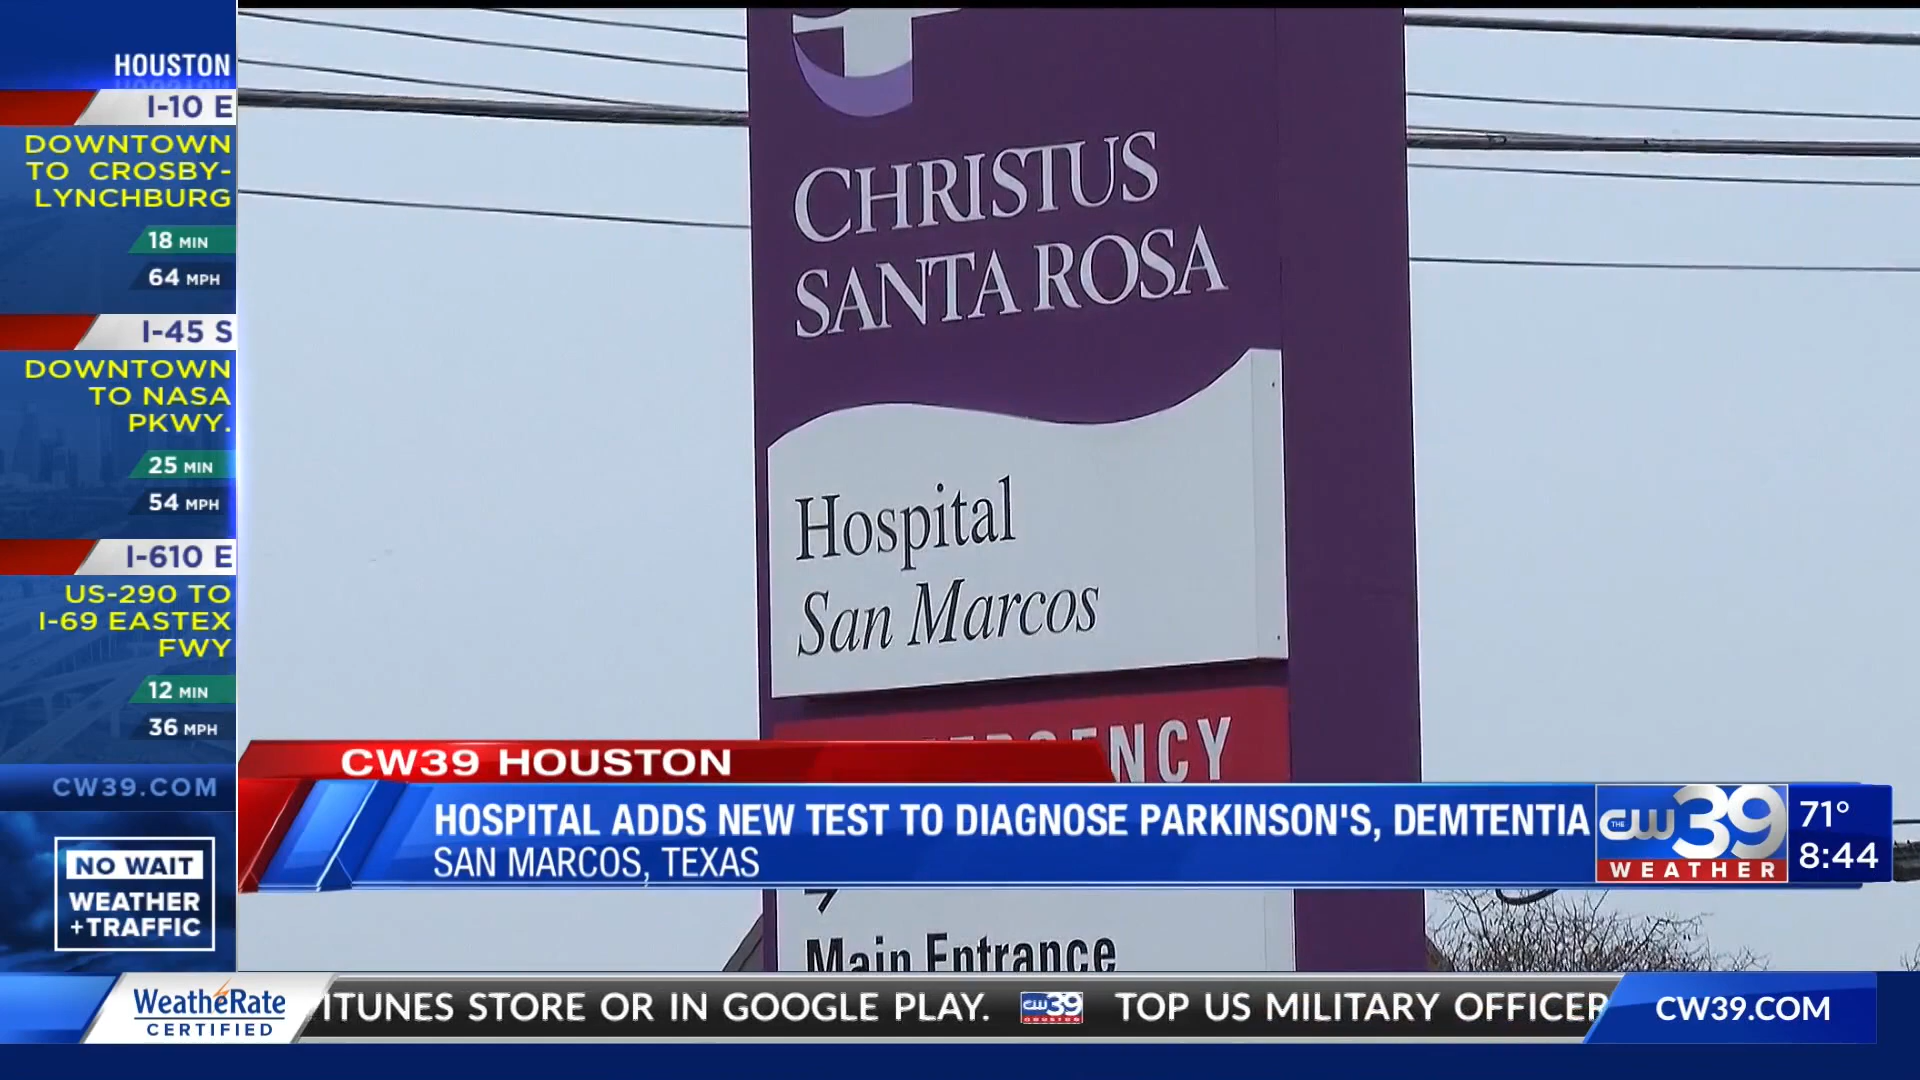 HOUSTON
I-10 E
DOWNTOWN
TO CROSBY-
LYNCHBURG
18 MIN
64 MPH
I-45 S
DOWNTOWN
TO NASA
PKWY.
25 MIN
54 MPH
I-610 E
US-290 TO
I-69 EASTEX
FWY
12 MIN
36 MPH
CW39.COM
NO WAIT
WEATHER
+TRAFFIC
CHRISTUS
SANTA ROSA
Hospital
San Marcos
EMERGENCY
CW39 HOUSTON
HOSPITAL ADDS NEW TEST TO DIAGNOSE PARKINSON'S, DEMTENTIA
SAN MARCOS, TEXAS
THE CW39
WEATHER
71°
8:44
Main Entrance
WeatheRate
CERTIFIED
ITUNES STORE OR IN GOOGLE PLAY. CW39 HOUSTON TOP US MILITARY OFFICER
CW39.COM